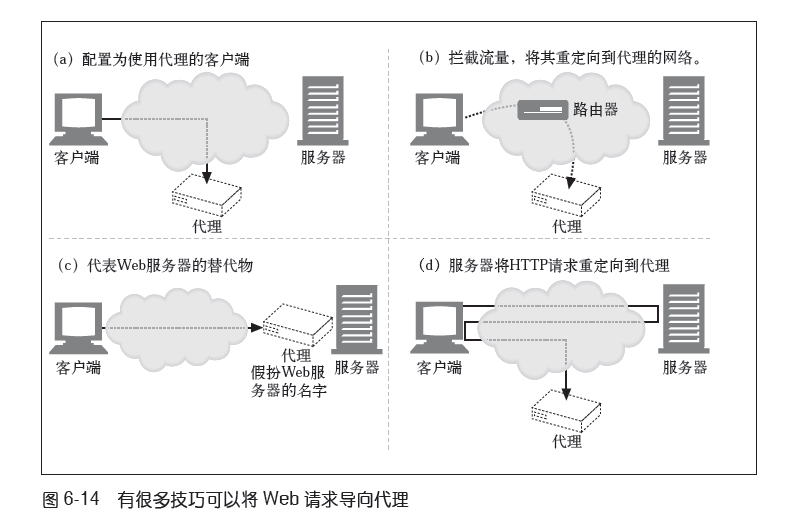 (a) 配置为使用代理的客户端
客户端
服务器
代理
(b) 拦截流量，将其重定向到代理的网络。
路由器
客户端
服务器
代理
(c) 代表Web服务器的替代物
客户端
代理
假扮Web服
务器的名字
服务器
(d) 服务器将HTTP请求重定向到代理
客户端
服务器
代理
图 6-14 有很多技巧可以将 Web 请求导向代理